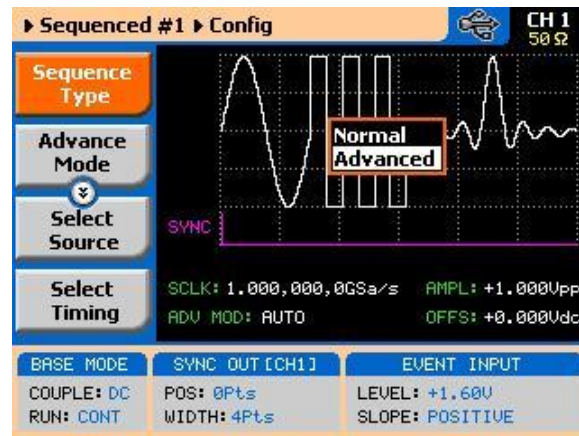 Sequenced #1 ▸ Config
CH 1
50 Ω
Sequence
Type
Advance
Mode
Select
Source
Select
Timing
Normal
Advanced
SYNC
SCLK: 1.000,000,0GSa/s
AMPL: +1.000Vpp
ADV MOD: AUTO
OFFS: +0.000Vdc
BASE MODE
COUPLE: DC
RUN: CONT
SYNC OUT [CH1]
POS: 0Pts
WIDTH: 4Pts
EVENT INPUT
LEVEL: +1.60V
SLOPE: POSITIVE